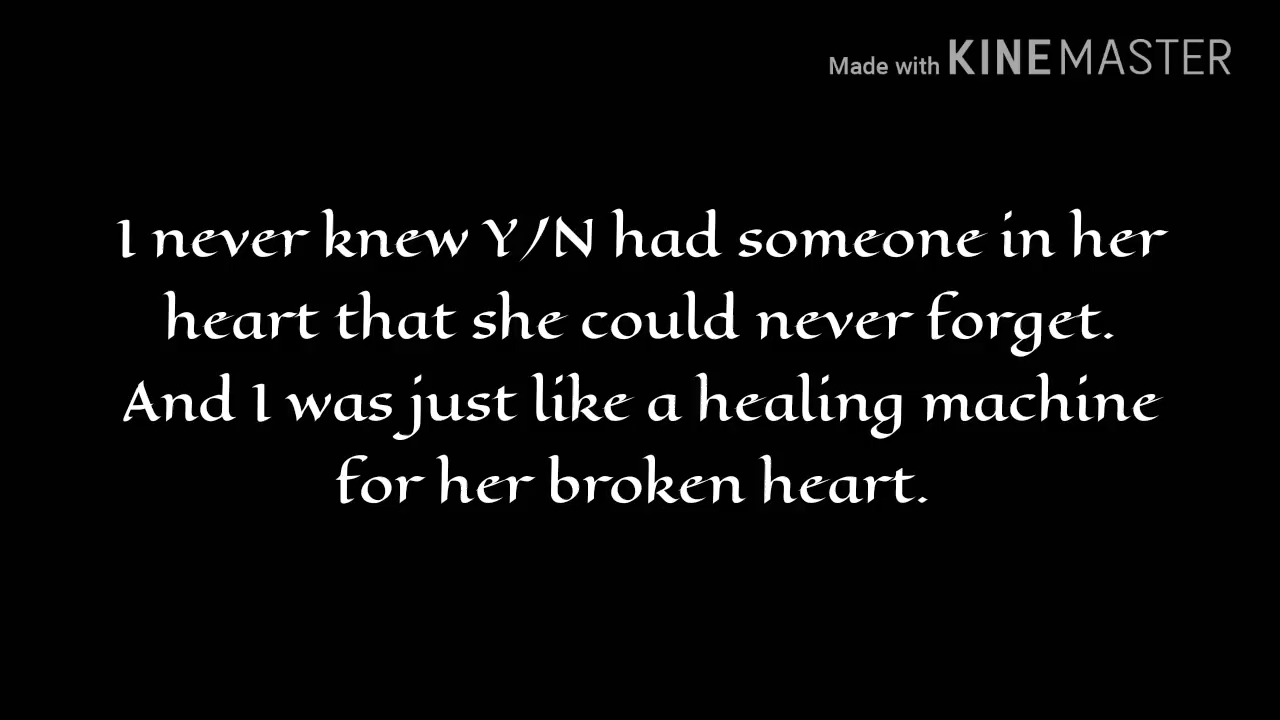 Made with KINEMASTER
I never knew Y/N had someone in her
heart that she could never forget.
And I was just like a healing machine
for her broken heart.